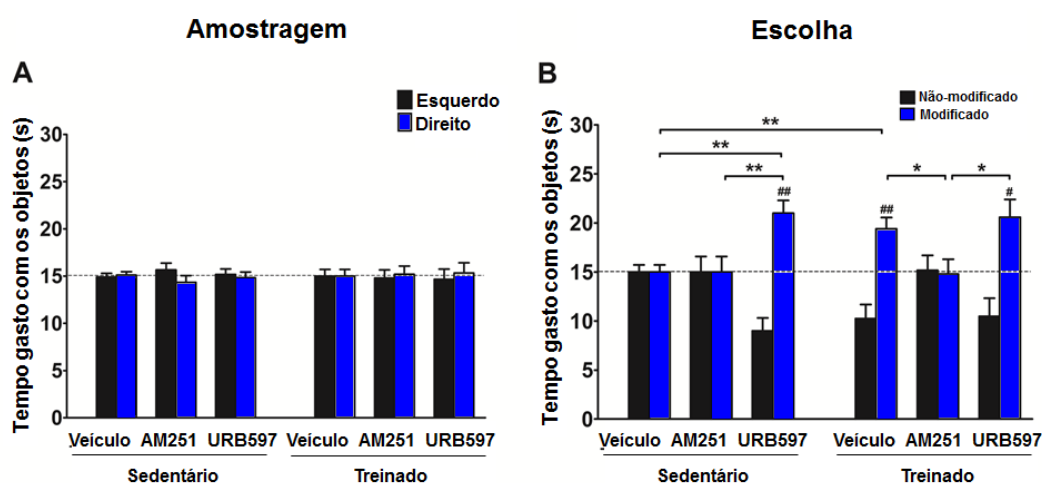 Amostragem
A
Esquerdo
Direito
Tempo gasto com os objetos (s)
30
25
20
15
10
5
0
Veículo AM251 URB597 Veículo AM251 URB597
Sedentário Treinado
Escolha
B
Não-modificado
Modificado
Tempo gasto com os objetos (s)
30
25
20
15
10
5
0
**
**
**
##
##
*
*
#
Veículo AM251 URB597 Veículo AM251 URB597
Sedentário Treinado